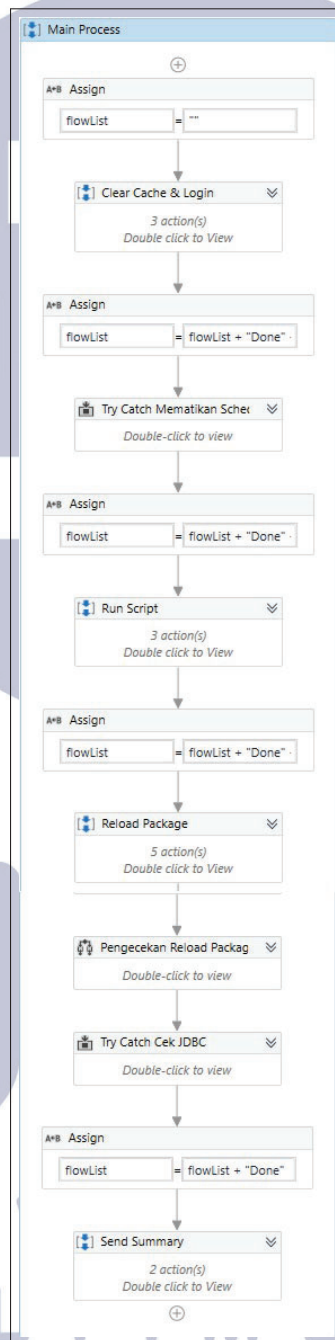 Main Process
A+B Assign
flowList = ""
Clear Cache & Login
3 action(s)
Double click to View
A+B Assign
flowList = flowList + "Done"
Try Catch Mematikan Sched
Double-click to view
A+B Assign
flowList = flowList + "Done"
Run Script
3 action(s)
Double click to View
A+B Assign
flowList = flowList + "Done"
Reload Package
5 action(s)
Double click to View
Pengecekan Reload Packag
Double-click to view
Try Catch Cek JDBC
Double-click to view
A+B Assign
flowList = flowList + "Done"
Send Summary
2 action(s)
Double click to View